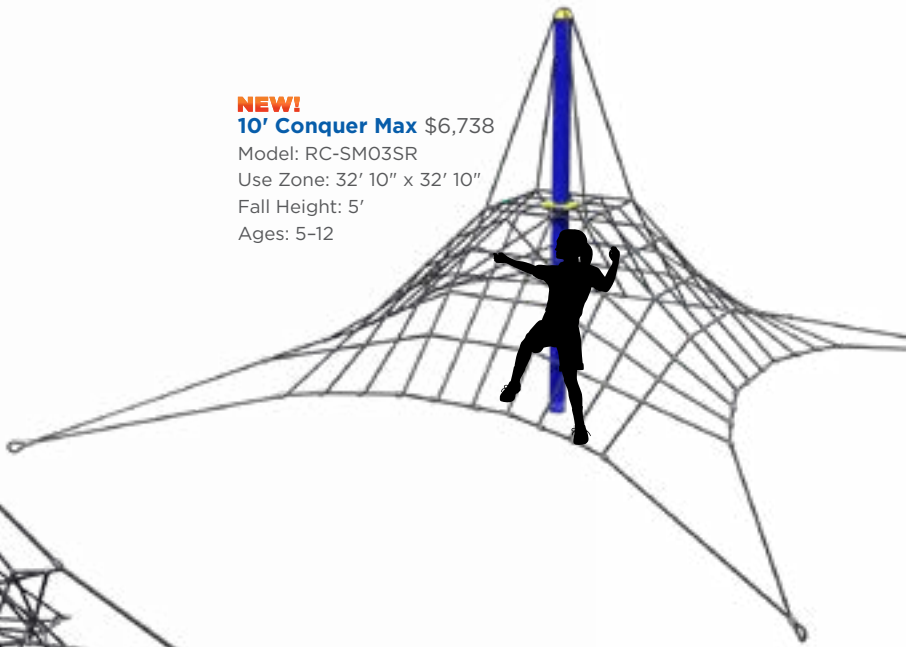 NEW!
10' Conquer Max $6,738
Model: RC-SM03SR
Use Zone: 32' 10" x 32' 10"
Fall Height: 5'
Ages: 5–12